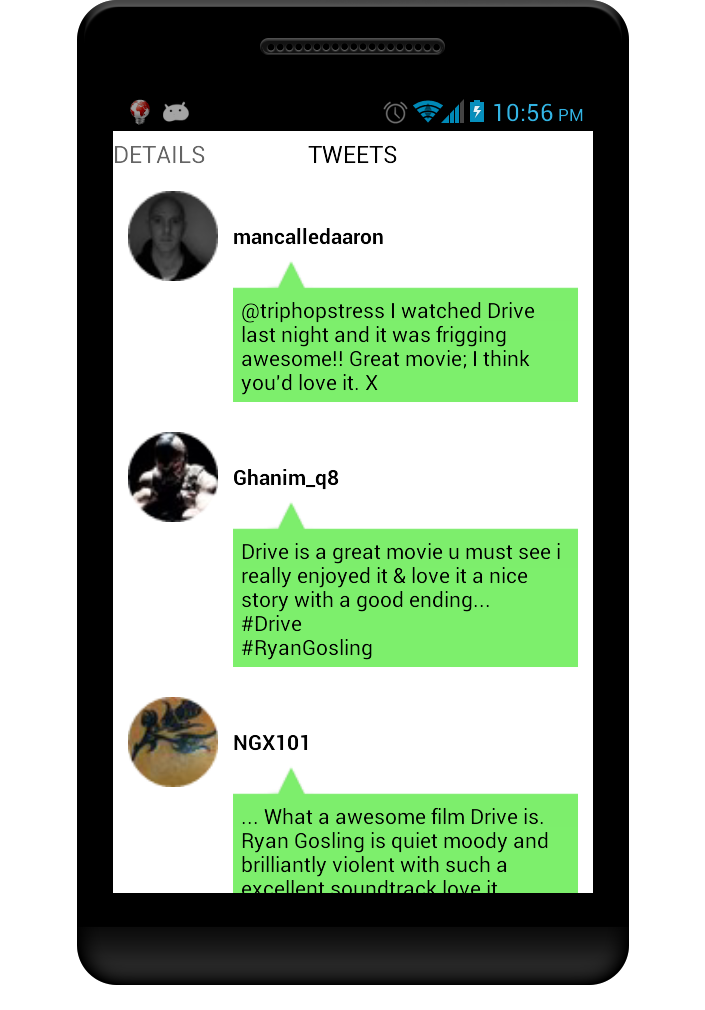 10:56 PM
DETAILS TWEETS
mancalledaaron
@triphopstress I watched Drive
last night and it was frigging
awesome!! Great movie; I think
you'd love it. X
Ghanim_q8
Drive is a great movie u must see i
really enjoyed it & love it a nice
story with a good ending...
#Drive
#RyanGosling
NGX101
... What a awesome film Drive is.
Ryan Gosling is quiet moody and
brilliantly violent with such a
excellent soundtrack love it